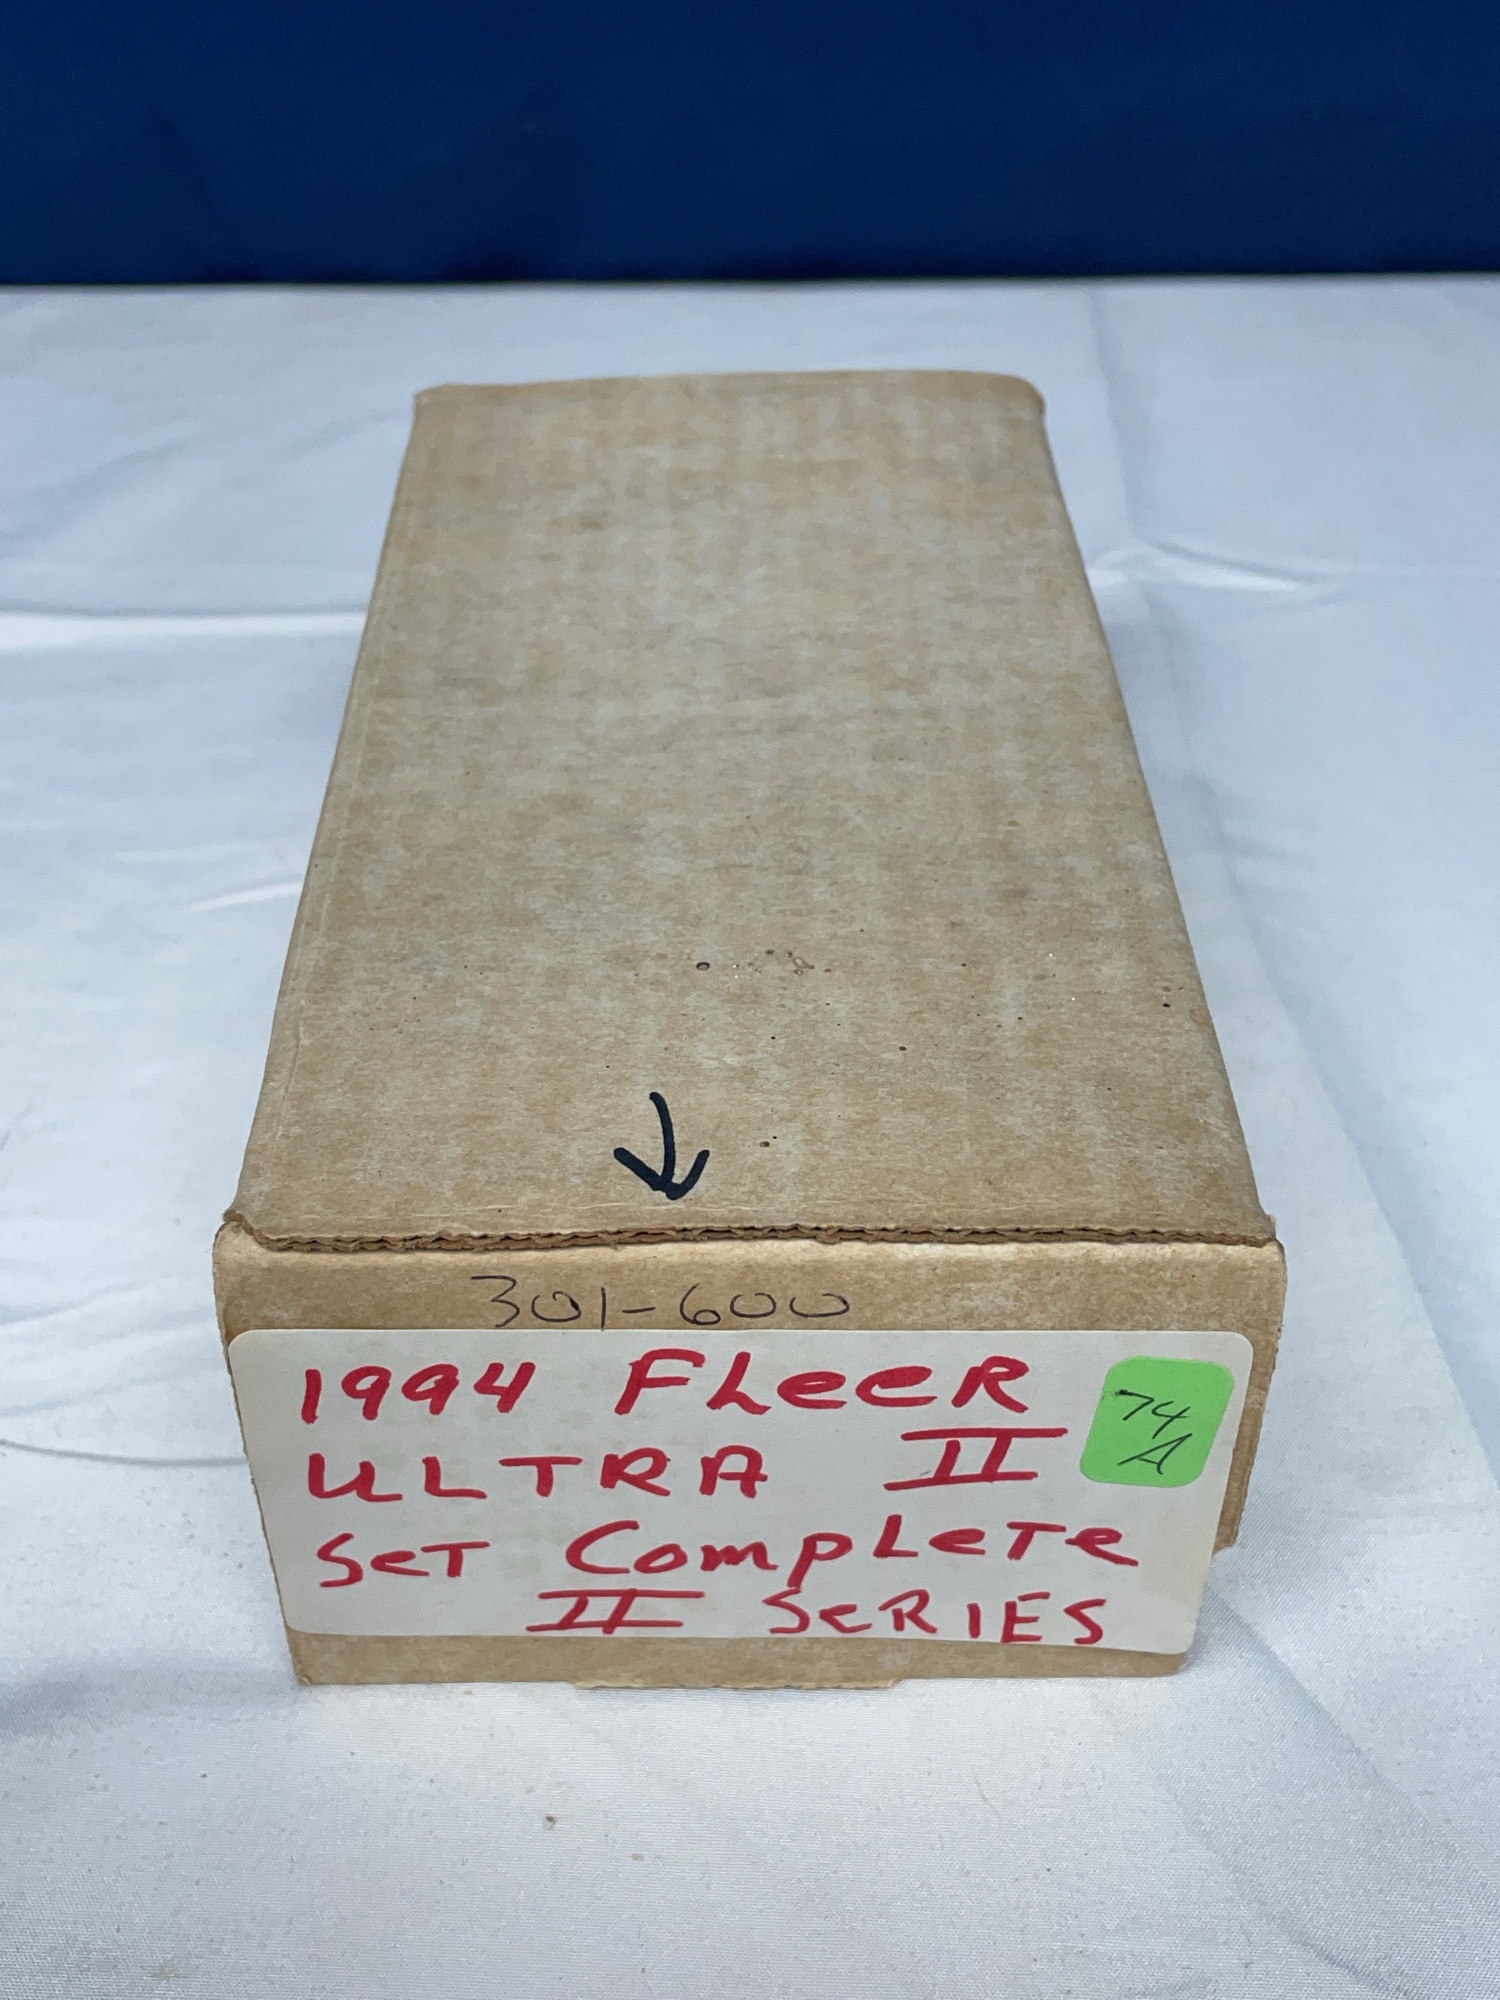 301-600
1994 FLeeR
ULTRA II
SeT CompLeTe
II SeRIES
74
A